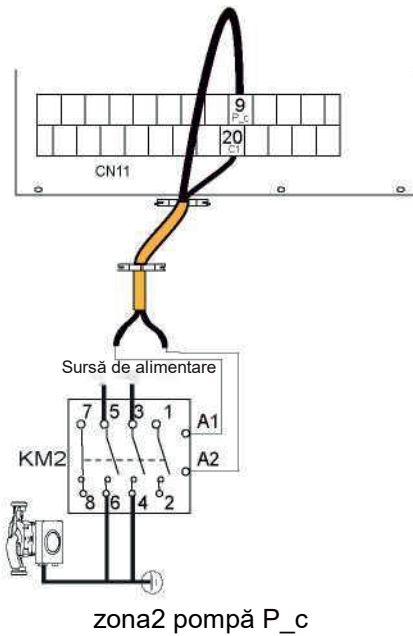 9
P_c
20
C1
CN11
Sursă de alimentare
7 5 3 1
A1
KM2
A2
8 6 4 2
zona2 pompă P_c